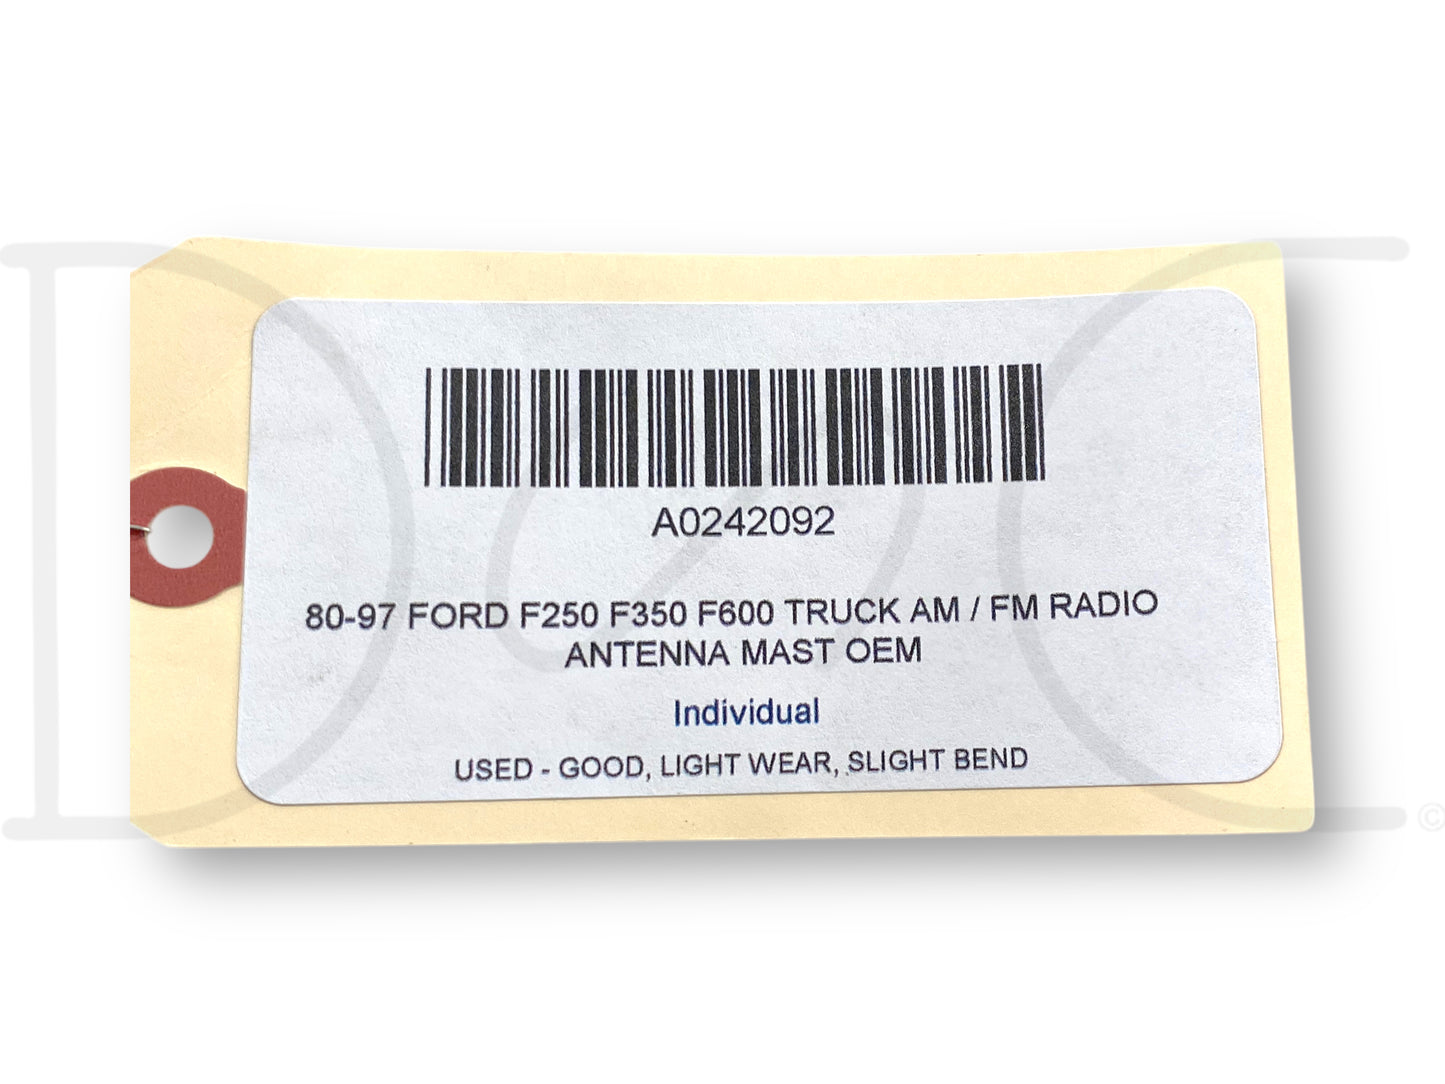 A0242092
80-97 FORD F250 F350 F600 TRUCK AM / FM RADIO
ANTENNA MAST OEM
Individual
USED - GOOD, LIGHT WEAR, SLIGHT BEND
D2C ©